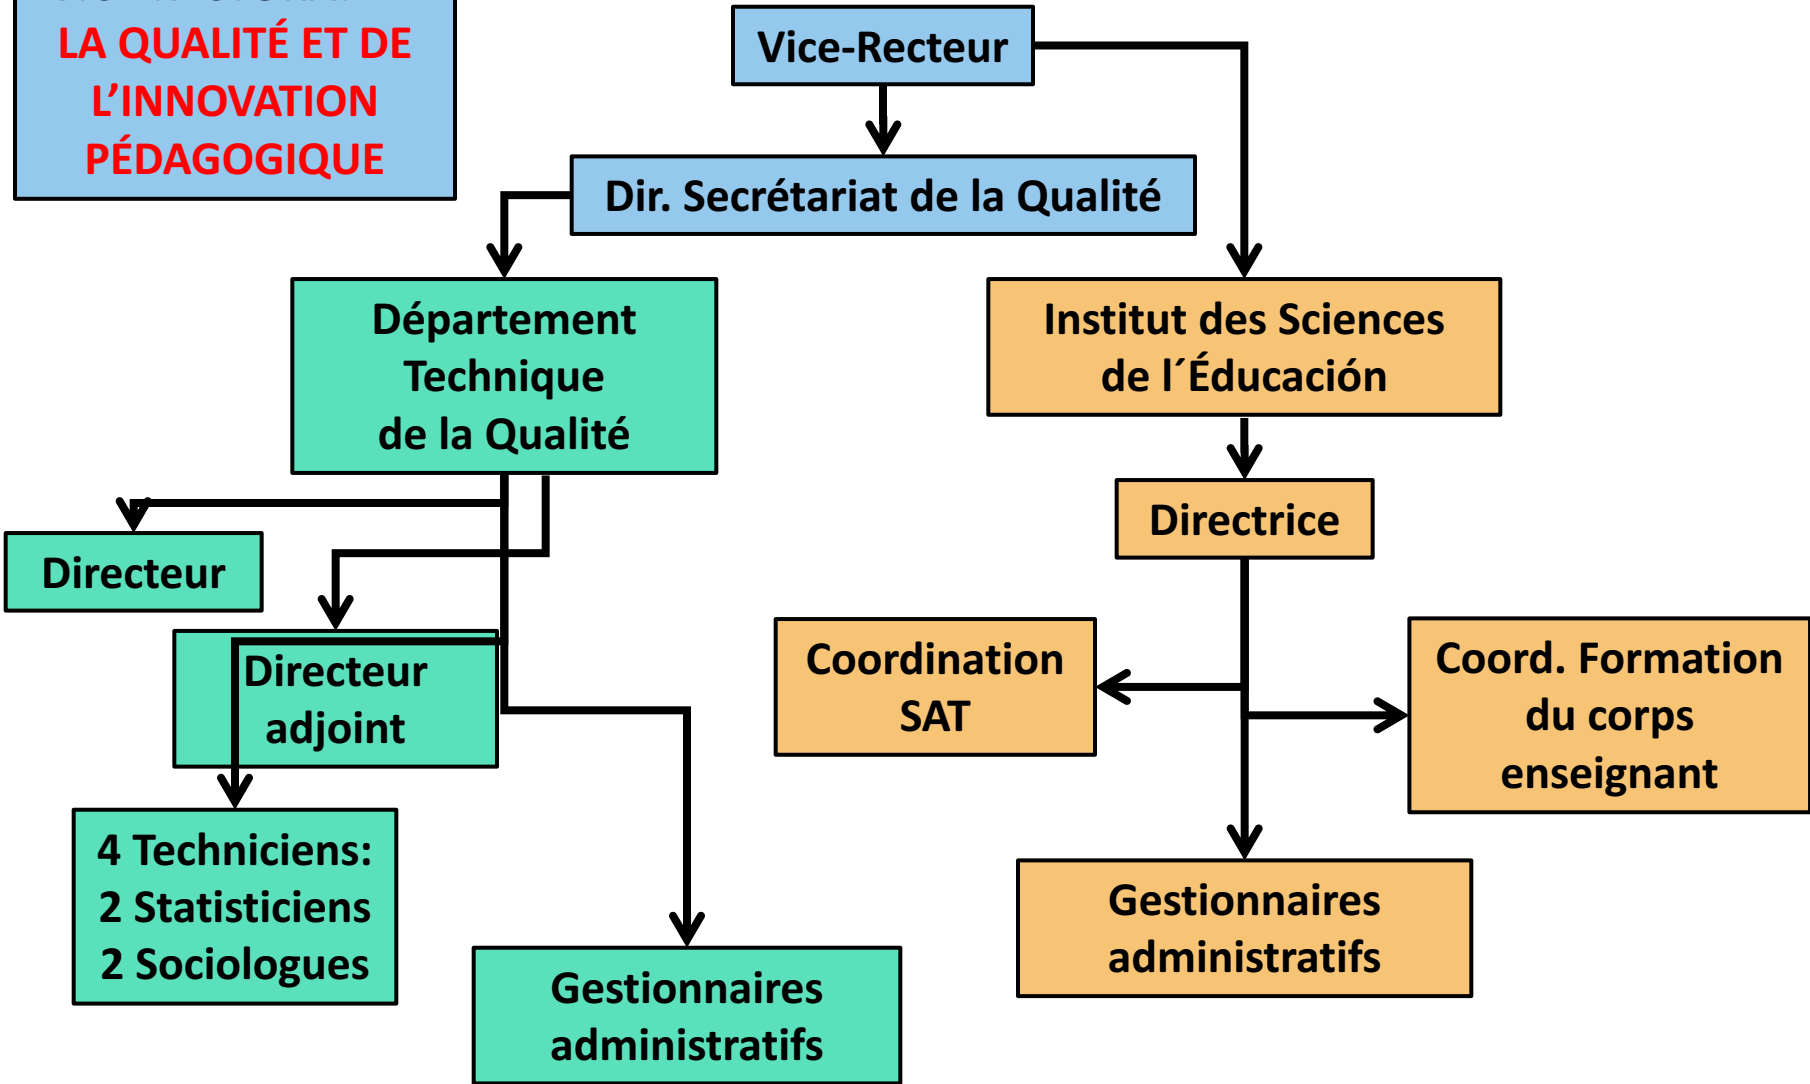 LA QUALITÉ ET DE
L’INNOVATION
PÉDAGOGIQUE
Vice-Recteur
Dir. Secrétariat de la Qualité
Département
Technique
de la Qualité
Institut des Sciences
de l´Éducación
Directeur
Directrice
Directeur
adjoint
Coordination
SAT
Coord. Formation
du corps
enseignant
4 Techniciens:
2 Statisticiens
2 Sociologues
Gestionnaires
administratifs
Gestionnaires
administratifs